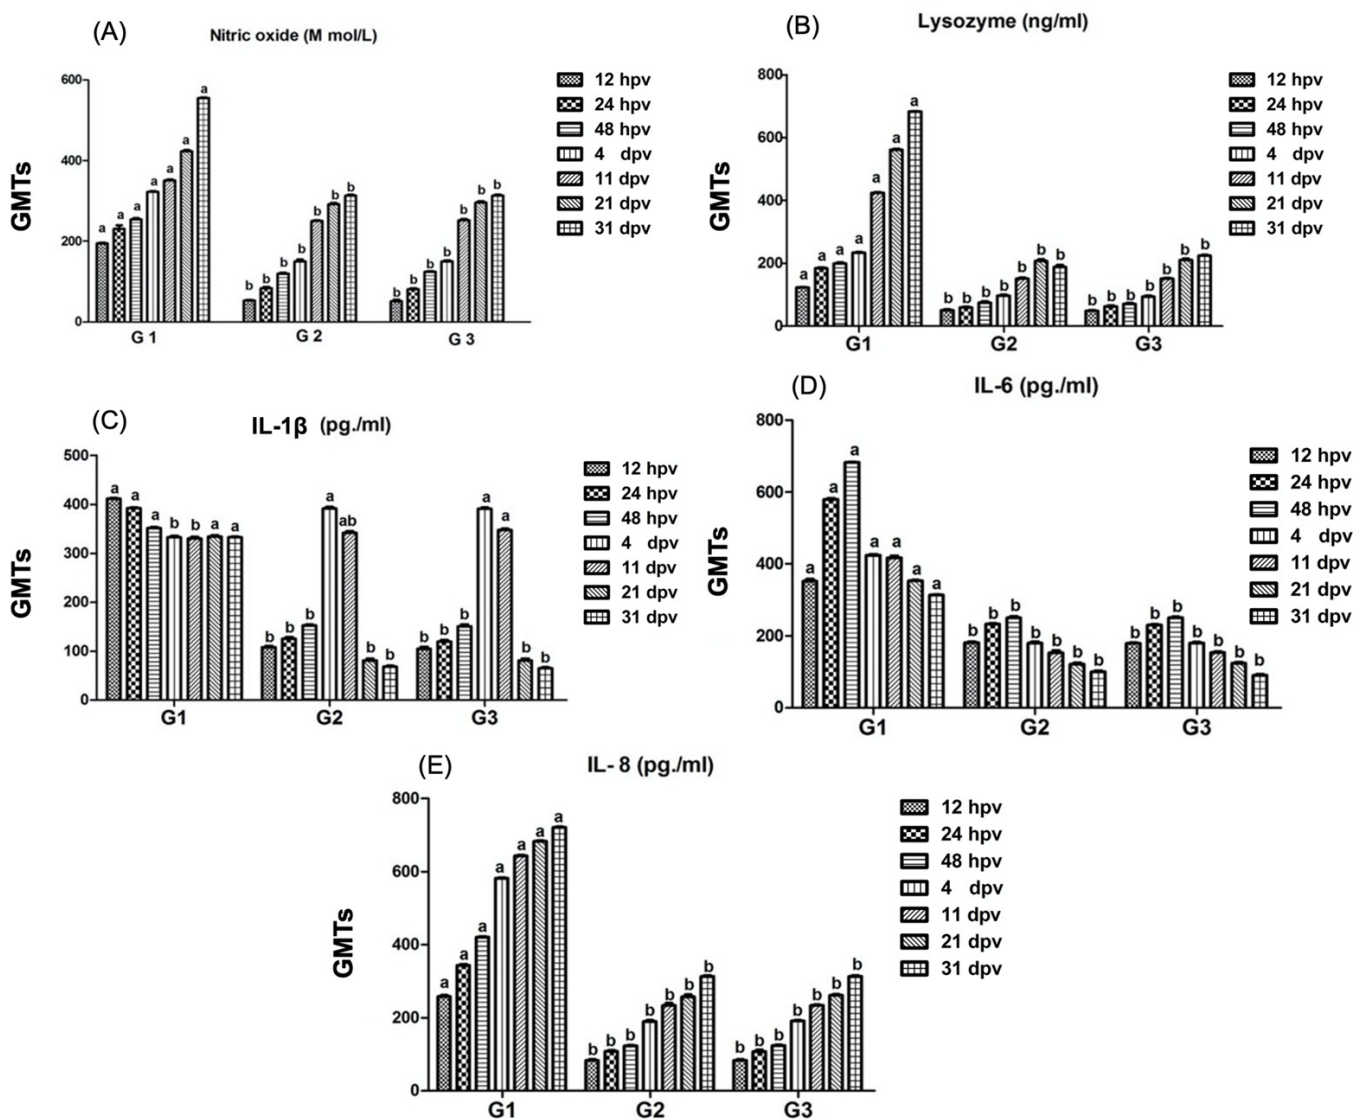 (A)
Nitric oxide (M mol/L)
GMTs
600
400
200
0
a a a a a a a
b b b b b b b
b b b b b b b
G 1 G 2 G 3
12 hpv
24 hpv
48 hpv
4 dpv
11 dpv
21 dpv
31 dpv
(B)
Lysozyme (ng/ml)
GMTs
800
600
400
200
0
a a a a a a a
b b b b b b b
b b b b b b b
G1 G2 G3
12 hpv
24 hpv
48 hpv
4 dpv
11 dpv
21 dpv
31 dpv
(C)
IL-1β (pg./ml)
GMTs
500
400
300
200
100
0
a a a b b a a
b b b a ab b b
b b b a a b b
G1 G2 G3
12 hpv
24 hpv
48 hpv
4 dpv
11 dpv
21 dpv
31 dpv
(D)
IL-6 (pg./ml)
GMTs
800
600
400
200
0
a a a a a a a
b b b b b b b
b b b b b b b
G1 G2 G3
12 hpv
24 hpv
48 hpv
4 dpv
11 dpv
21 dpv
31 dpv
(E)
IL- 8 (pg./ml)
GMTs
800
600
400
200
0
a a a a a a a
b b b b b b b
b b b b b b b
G1 G2 G3
12 hpv
24 hpv
48 hpv
4 dpv
11 dpv
21 dpv
31 dpv